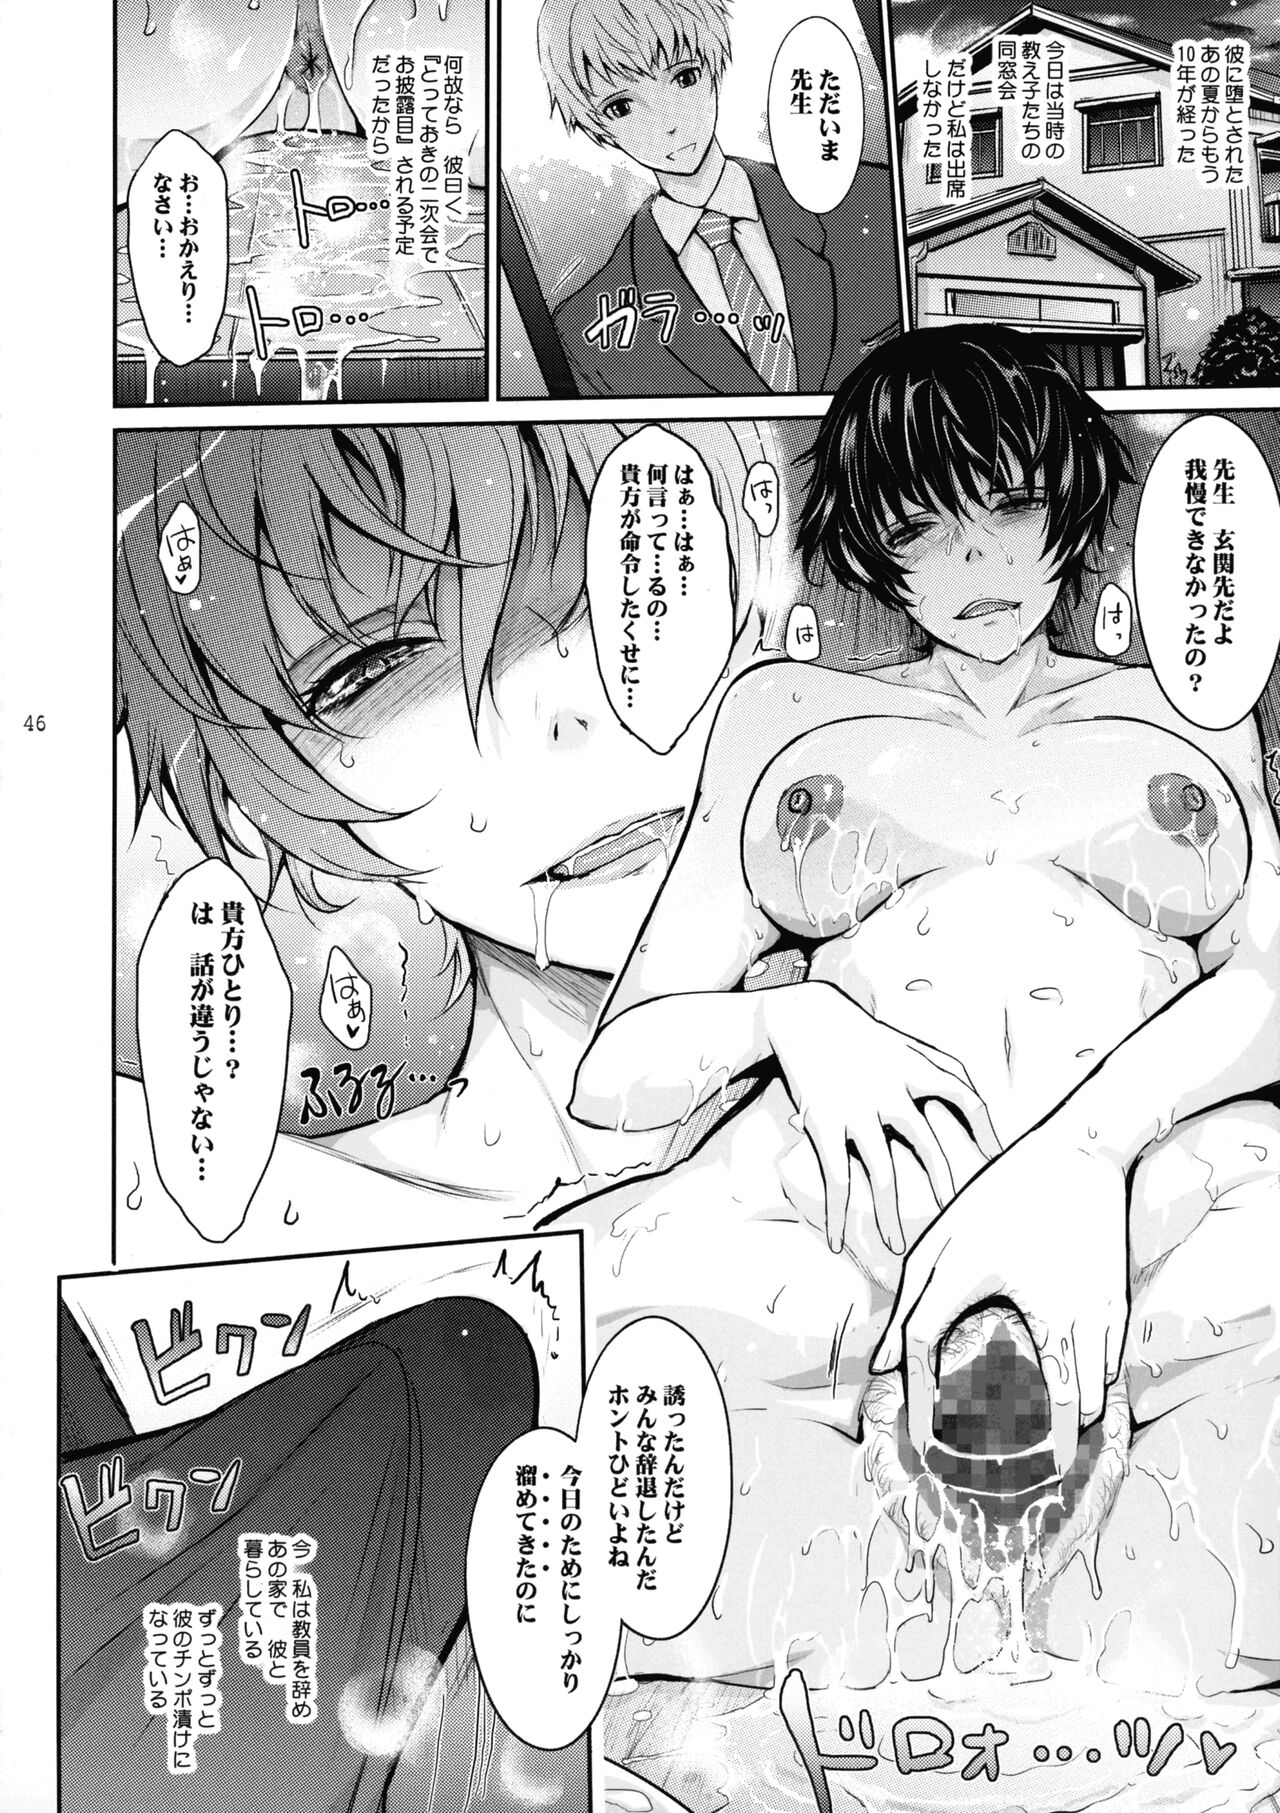 彼に堕とされた
あの夏からもう
10年が経った
今日は当時の
教え子たちの
同窓会
だけど私は出席
しなかった
ただいま
先生
ガラ…ッ
何故なら 彼曰く
『とっておきの二次会で
お披露目』される予定
だったから
トロ…
トロ…
お…おかえり…
なさい…
先生 玄関先だよ
我慢できなかったの？
はっ
は
はっ
はぁ…はぁ…
何言って…るの…
貴方が命令したくせに…
はぁ♥
貴方ひとり…？
は 話が違うじゃない…
はぁ♥
ふるる…っ
ドロォ…ッ♡
誘ったんだけど
みんな辞退したんだ
ホントひどいよね
今日のためにしっかり
溜めてきたのに
ビクン
ビクン
今 私は教員を辞め
あの家で 彼と
暮らしている
ずっとずっと
彼のチンポ漬けに
なっている
46